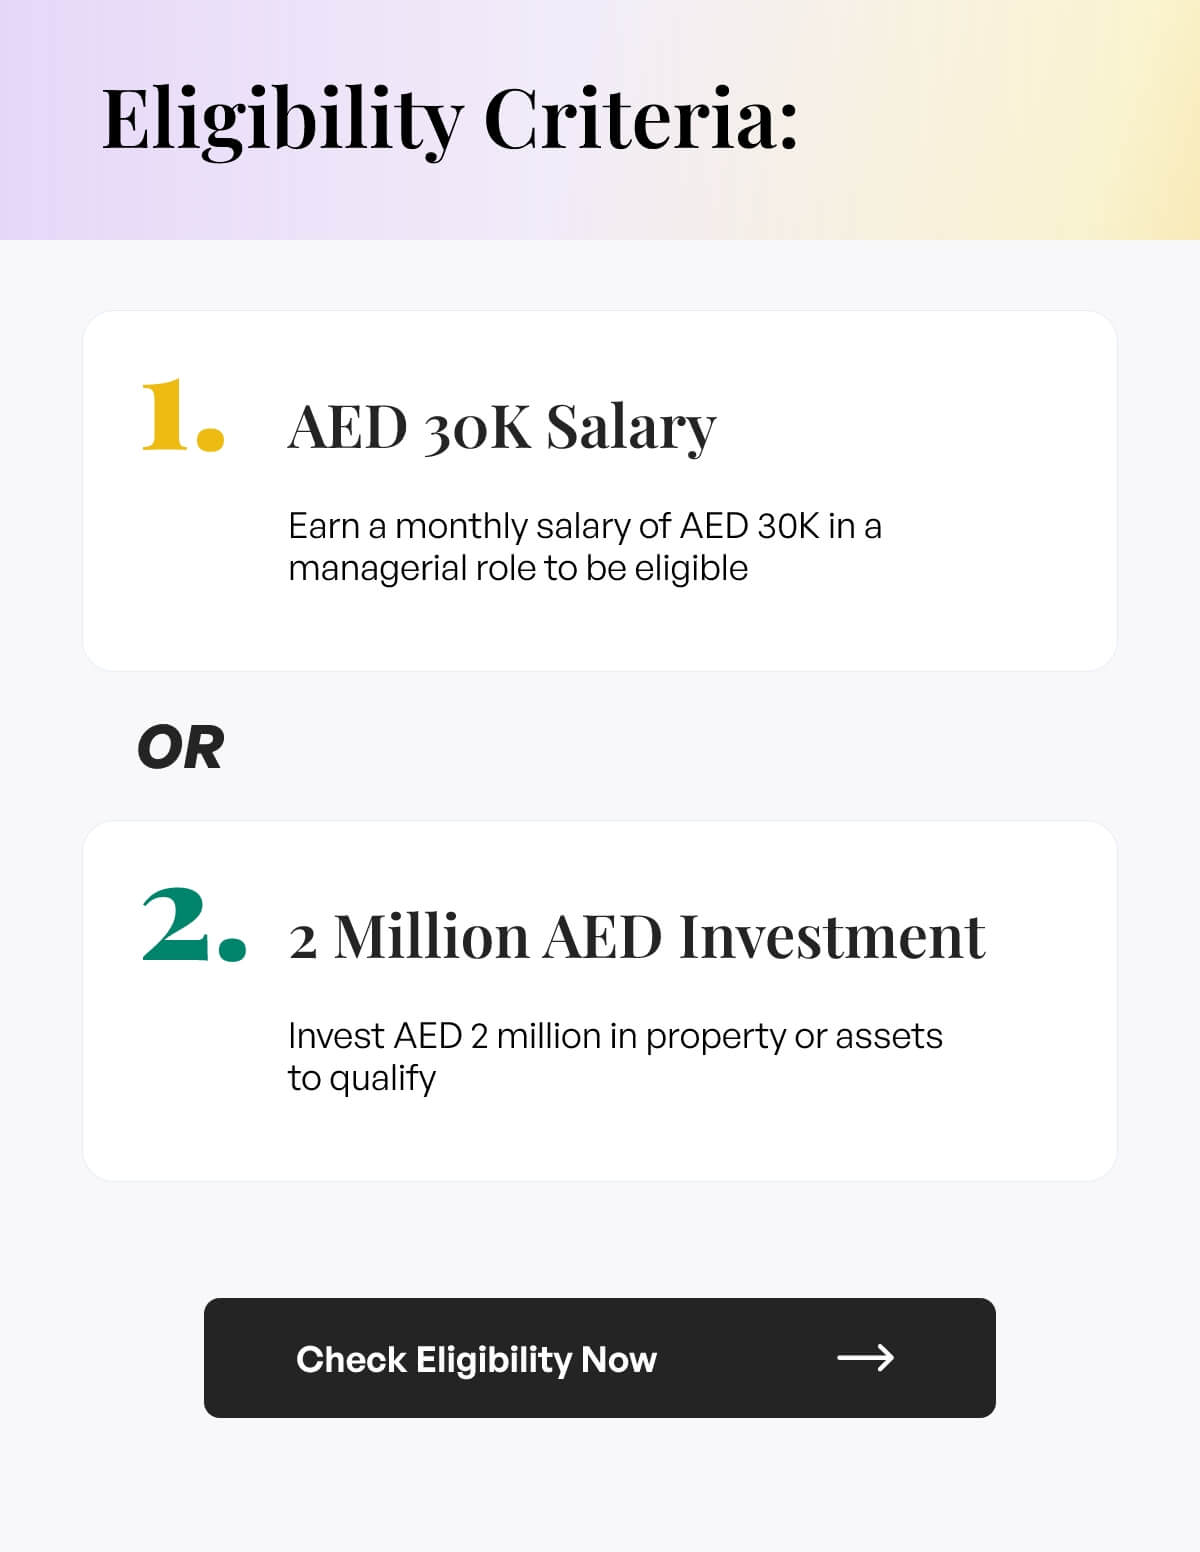 Eligibility Criteria:
1.
AED 30K Salary
Earn a monthly salary of AED 30K in a
managerial role to be eligible
OR
2.
2 Million AED Investment
Invest AED 2 million in property or assets
to qualify
Check Eligibility Now